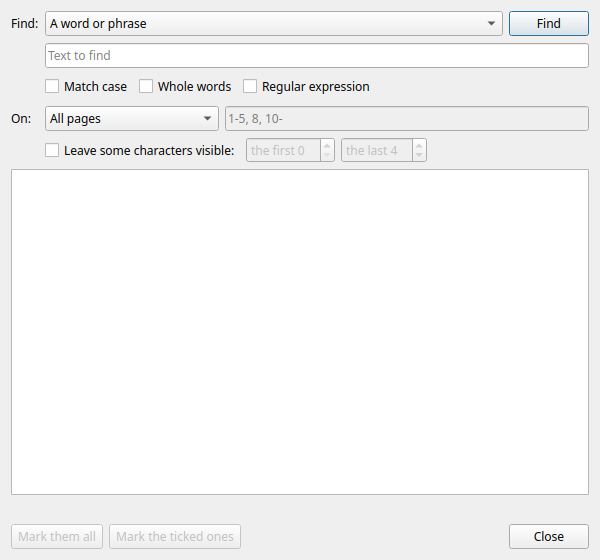 Find: A word or phrase Find
Text to find
Match case Whole words Regular expression
On: All pages 1-5, 8, 10-
Leave some characters visible: the first 0 the last 4
Mark them all Mark the ticked ones Close